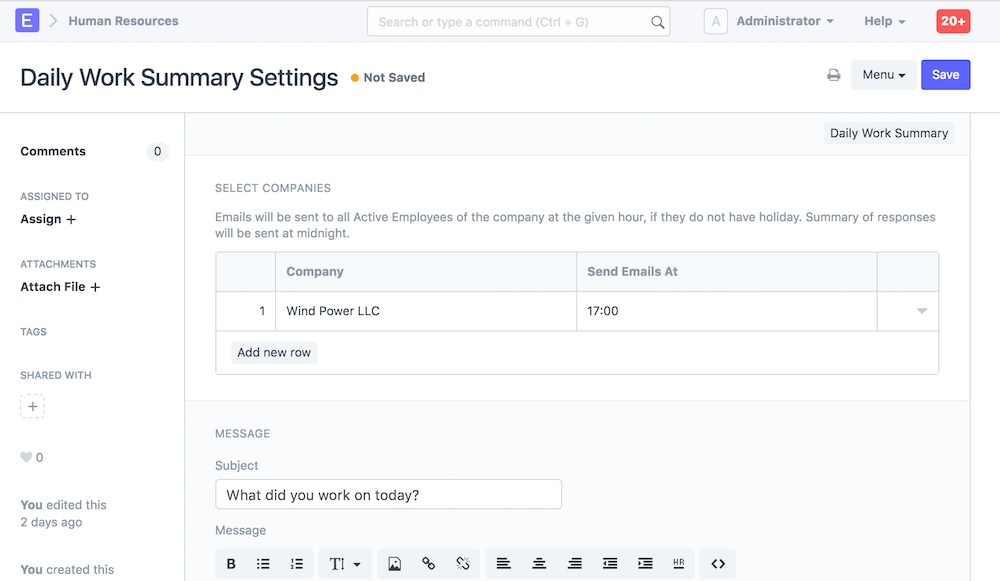 E Human Resources Search or type a command (Ctrl + G) A Administrator Help 20+
Daily Work Summary Settings Not Saved Menu Save
Comments 0
ASSIGNED TO
Assign +
ATTACHMENTS
Attach File +
TAGS
SHARED WITH
+
0
You edited this
2 days ago
You created this
Daily Work Summary
SELECT COMPANIES
Emails will be sent to all Active Employees of the company at the given hour, if they do not have holiday. Summary of responses
will be sent at midnight.
Company Send Emails At
1 Wind Power LLC 17:00
Add new row
MESSAGE
Subject
What did you work on today?
Message
B TI HR <>